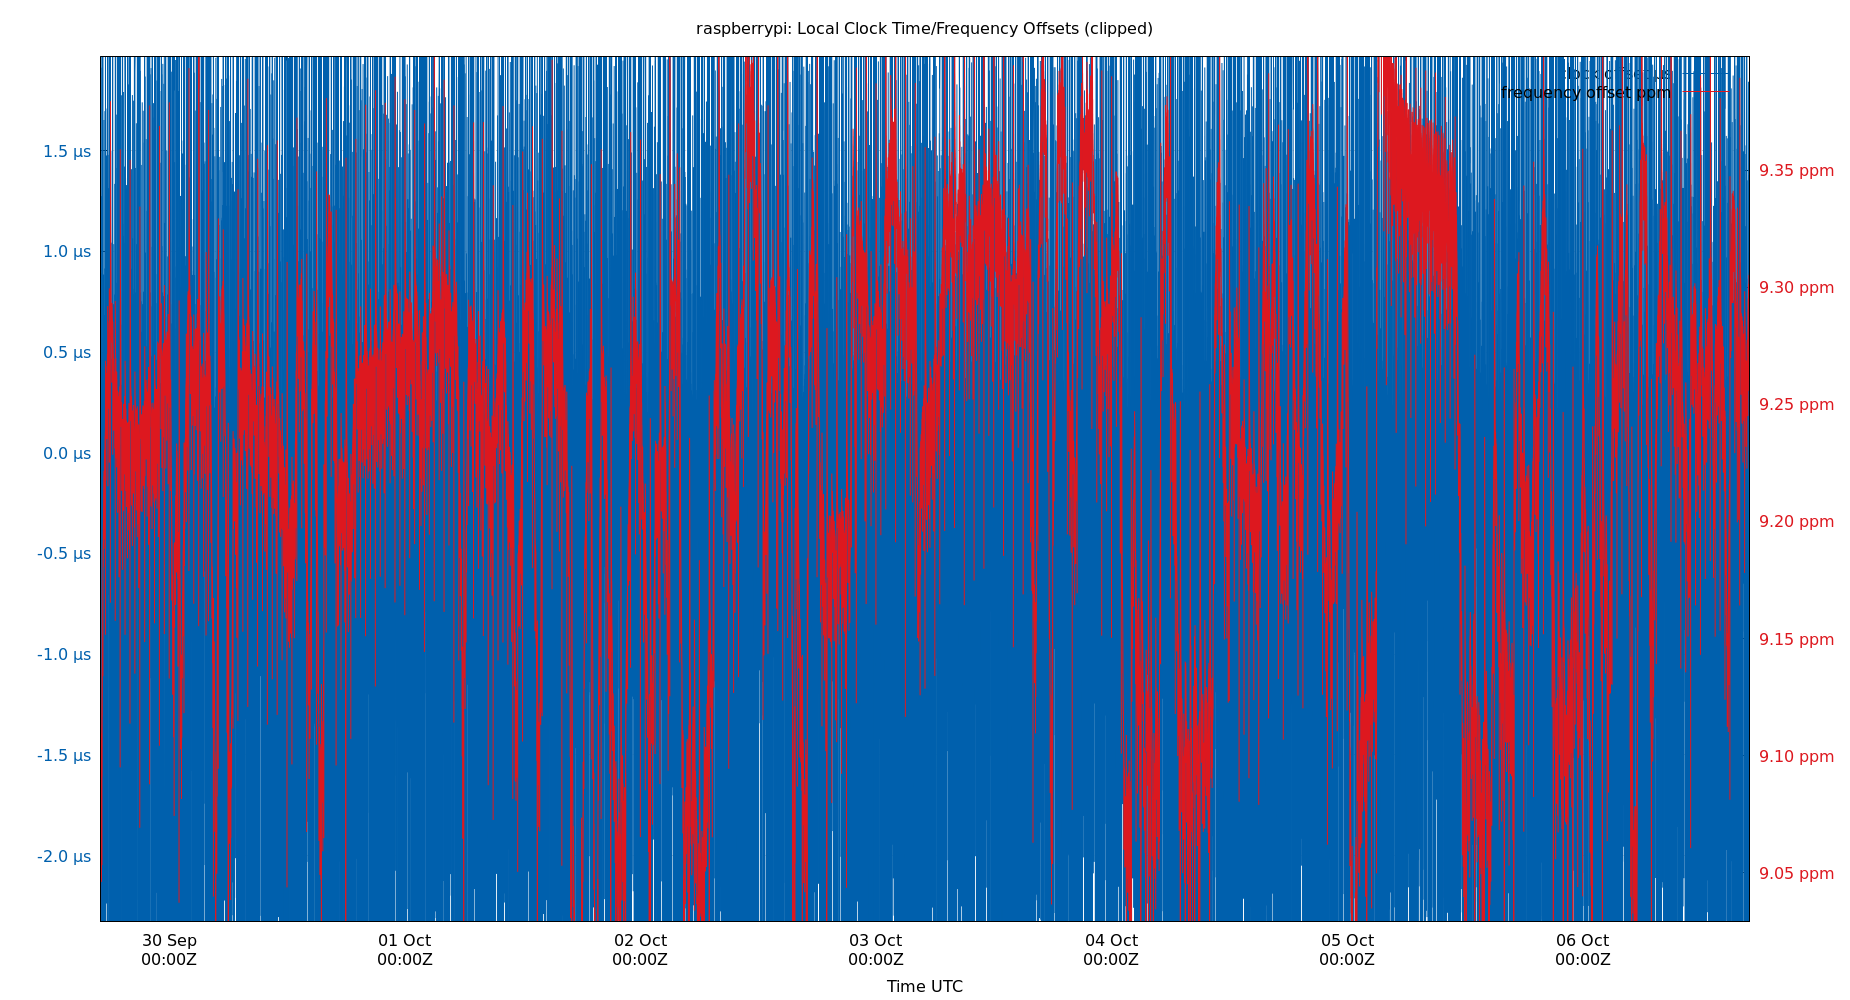 raspberrypi: Local Clock Time/Frequency Offsets (clipped)
clock offset µs
frequency offset ppm
1.5 µs
1.0 µs
0.5 µs
0.0 µs
-0.5 µs
-1.0 µs
-1.5 µs
-2.0 µs
9.35 ppm
9.30 ppm
9.25 ppm
9.20 ppm
9.15 ppm
9.10 ppm
9.05 ppm
30 Sep
00:00Z
01 Oct
00:00Z
02 Oct
00:00Z
03 Oct
00:00Z
04 Oct
00:00Z
05 Oct
00:00Z
06 Oct
00:00Z
Time UTC